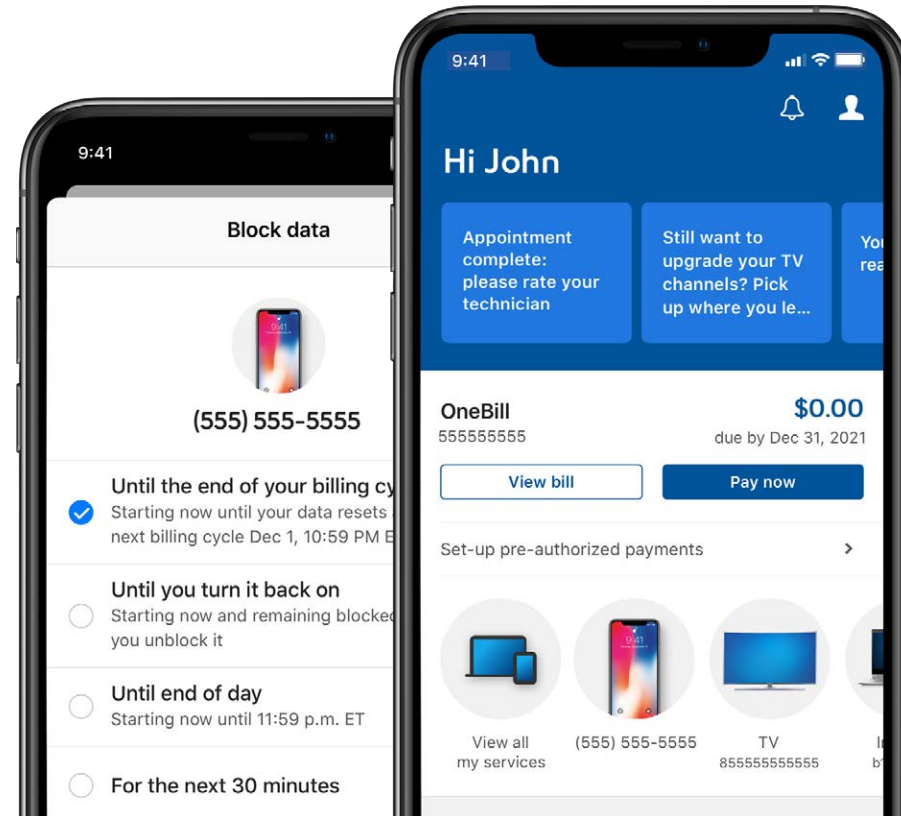 9:41
Block data
(555) 555-5555
Until the end of your billing
Starting now until your data resets
next billing cycle Dec 1, 10:59 PM
Until you turn it back on
Starting now and remaining blocked
you unblock it
Until end of day
Starting now until 11:59 p.m. ET
For the next 30 minutes
9:41
Hi John
Appointment
complete:
please rate your
technician
Still want to
upgrade your TV
channels? Pick
up where you le...
OneBill
555555555
$0.00
due by Dec 31, 2021
View bill
Pay now
Set-up pre-authorized payments
9:41
View all
my services
(555) 555-5555
TV
855555555555